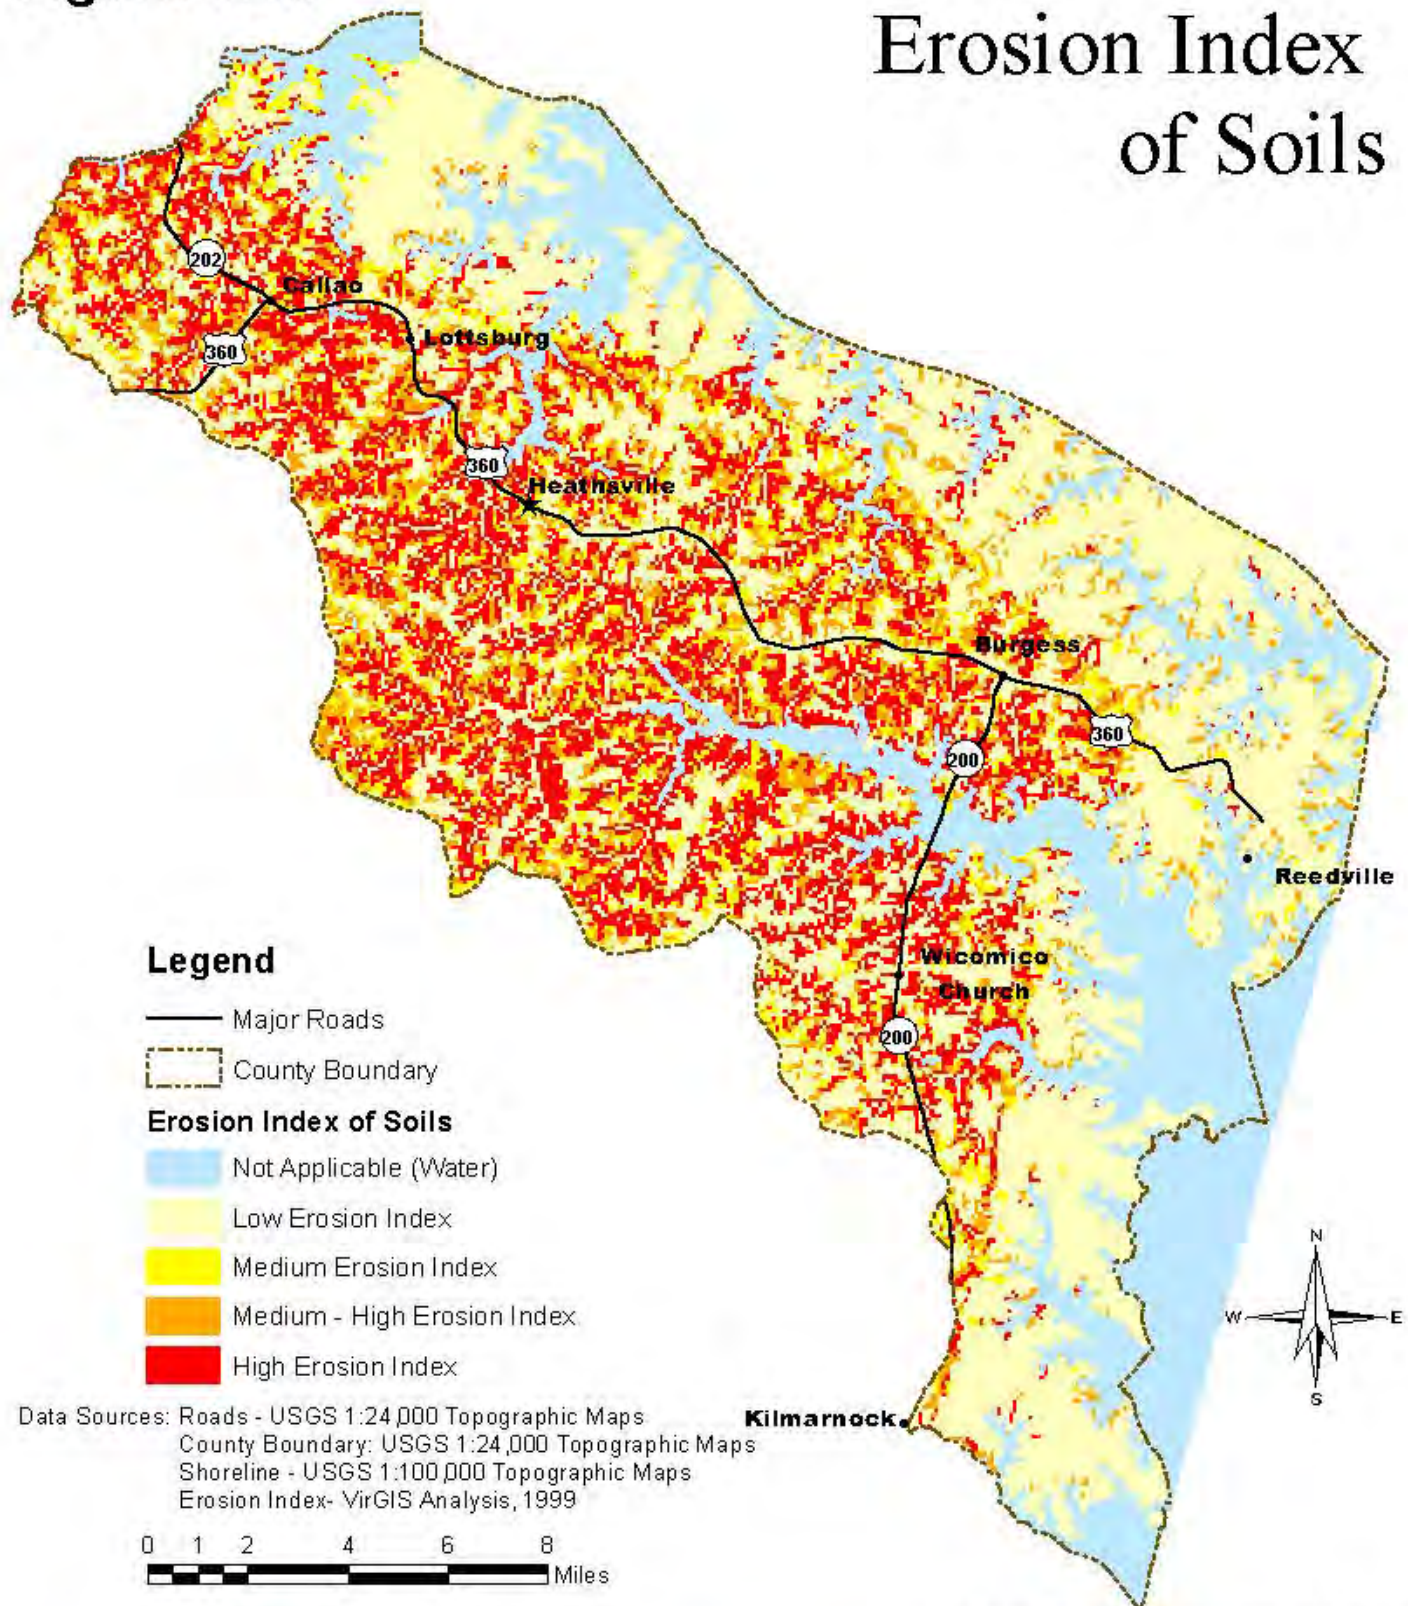 Erosion Index
of Soils
202
Callao
360
Lottsburg
360
Heathsville
Burgess
360
200
Reedville
Wicomico
Church
200
Legend
Major Roads
County Boundary
Erosion Index of Soils
Not Applicable (Water)
Low Erosion Index
Medium Erosion Index
Medium - High Erosion Index
High Erosion Index
N
W
E
S
Kilmarnock
Data Sources: Roads - USGS 1:24,000 Topographic Maps
County Boundary: USGS 1:24,000 Topographic Maps
Shoreline - USGS 1:100,000 Topographic Maps
Erosion Index- VirGIS Analysis, 1999
0 1 2 4 6 8
Miles